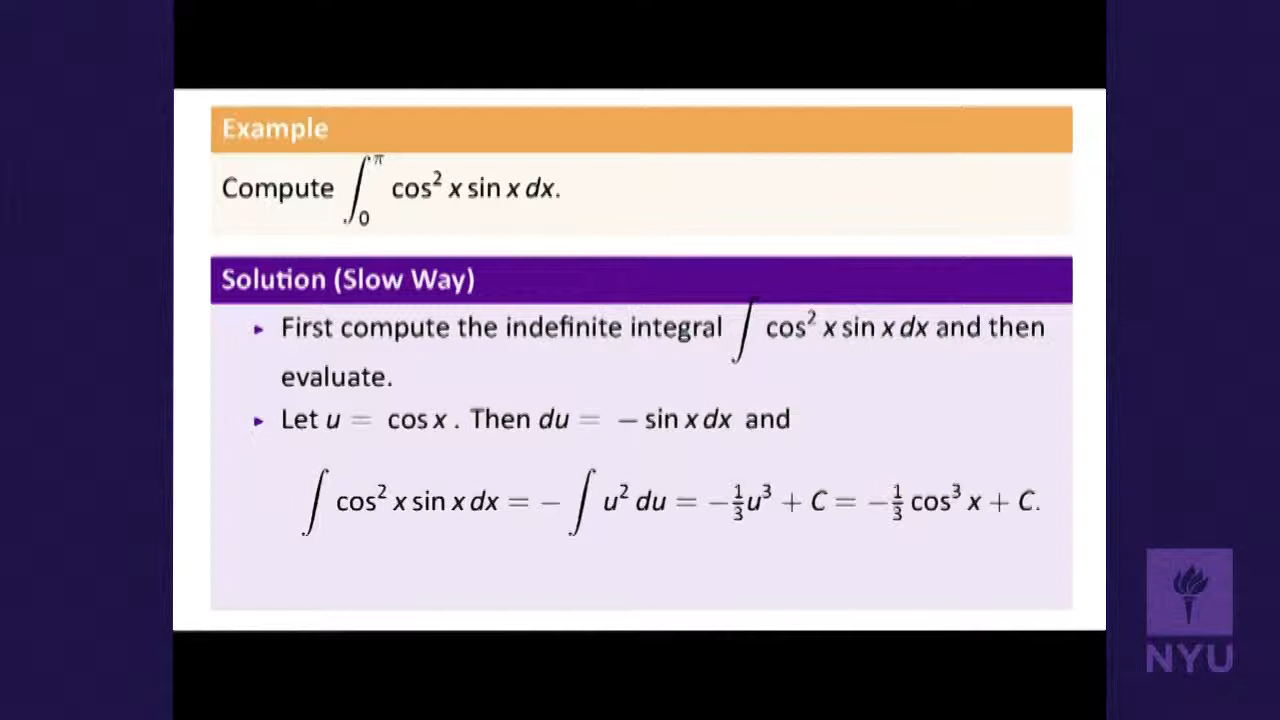 Example
Compute ∫₀^π cos² x sin x dx.
Solution (Slow Way)
▸ First compute the indefinite integral ∫ cos² x sin x dx and then
evaluate.
▸ Let u = cos x . Then du = − sin x dx and
∫ cos² x sin x dx = − ∫ u² du = −⅓u³ + C = −⅓ cos³ x + C.
NYU